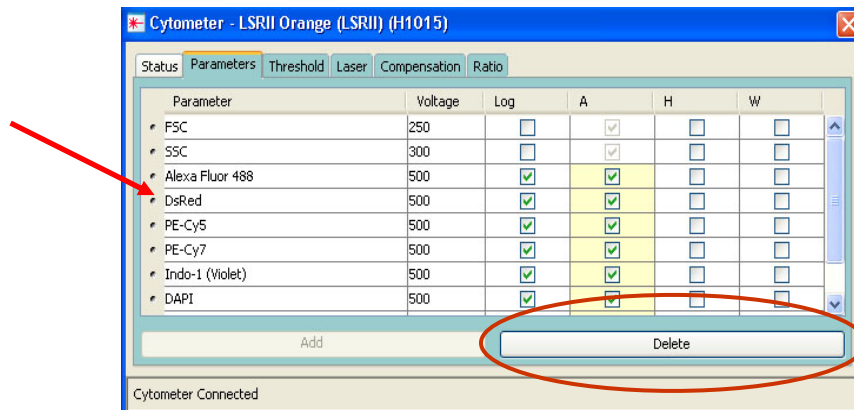 Cytometer - LSRII Orange (LSRII) (H1015)
Status Parameters Threshold Laser Compensation Ratio
Parameter Voltage Log A H W
FSC 250
SSC 300
Alexa Fluor 488 500
DsRed 500
PE-Cy5 500
PE-Cy7 500
Indo-1 (Violet) 500
DAPI 500
Add Delete
Cytometer Connected